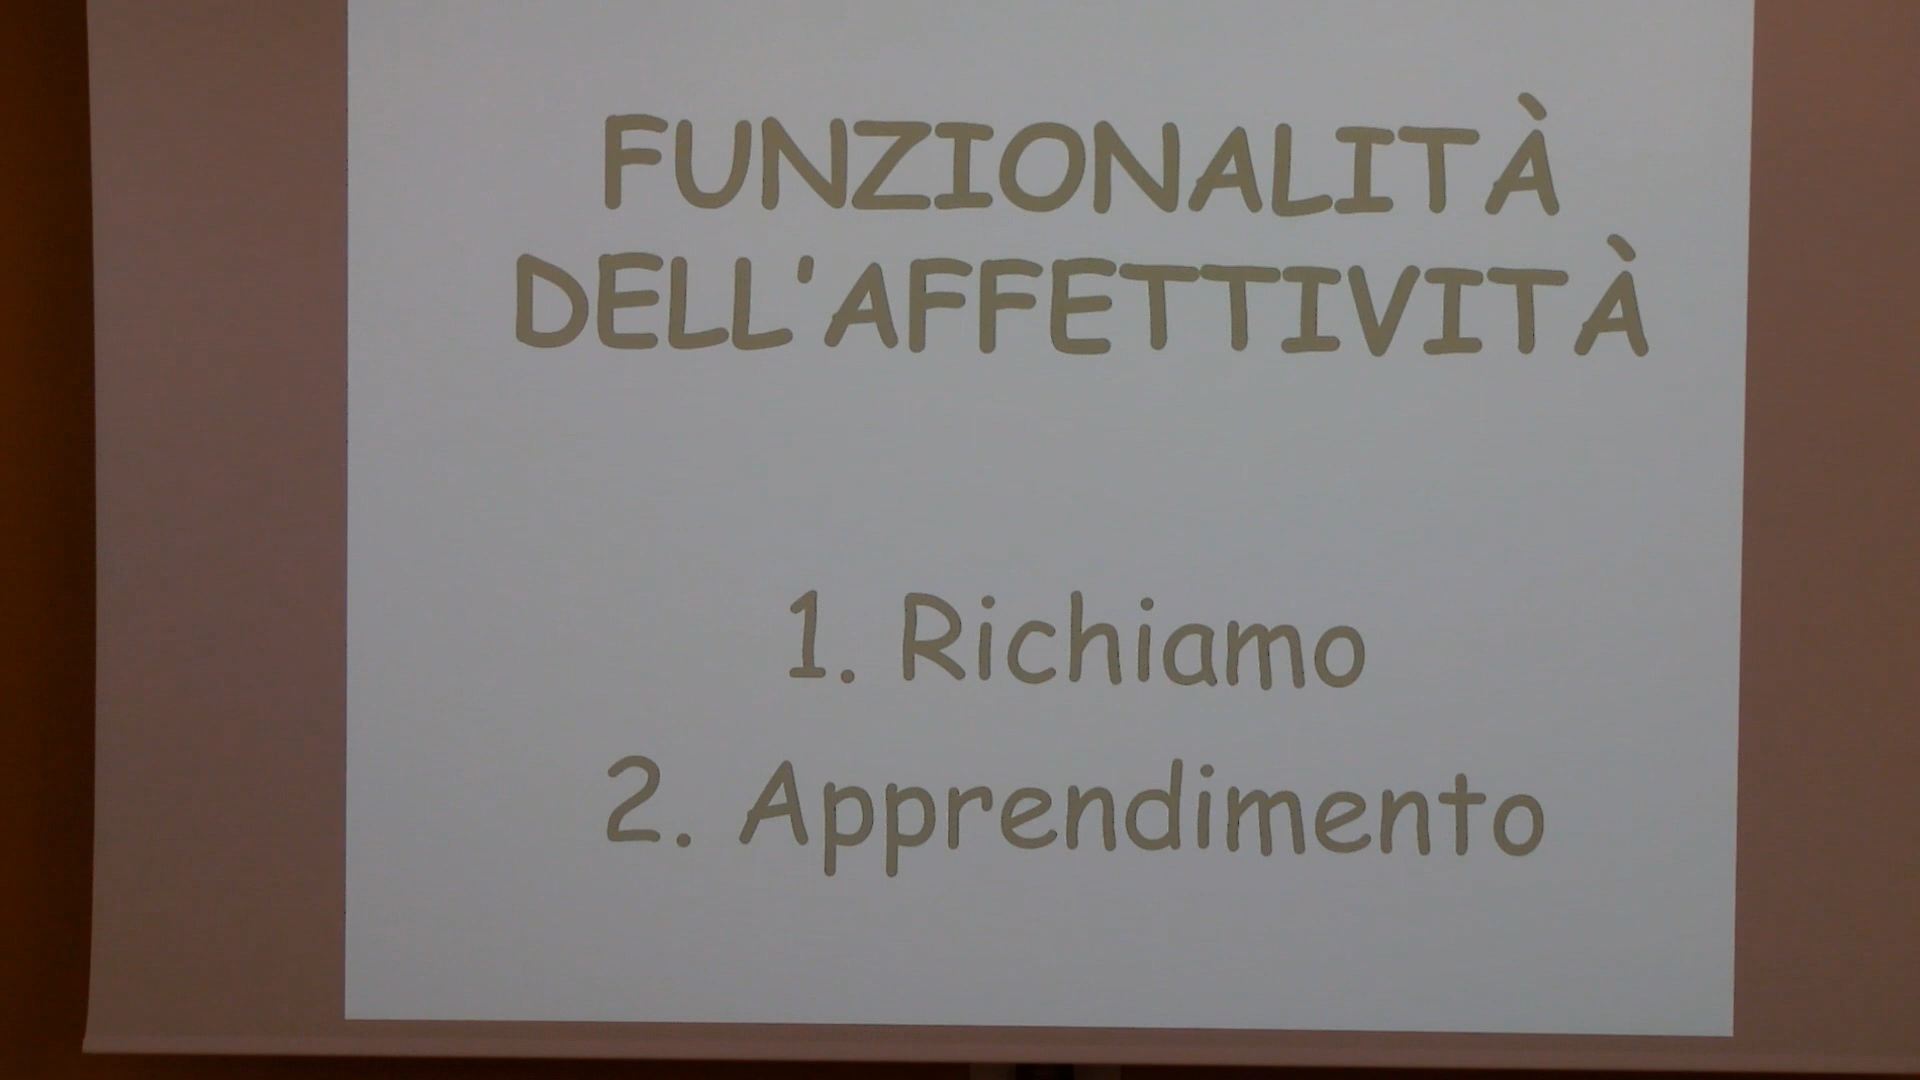 FUNZIONALITÀ
DELL'AFFETTIVITÀ
1. Richiamo
2. Apprendimento